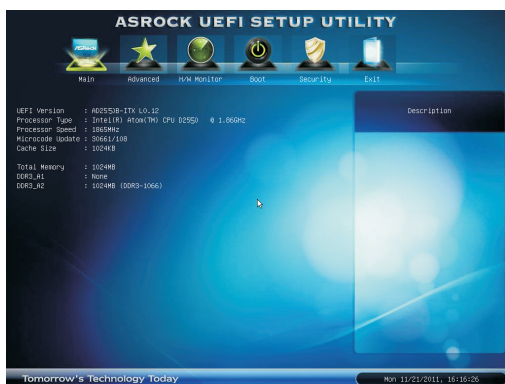 ASROCK UEFI SETUP UTILITY
ASRock
Main Advanced H/W Monitor Boot Security Exit
UEFI Version : AD2550B-ITX L0.12
Processor Type : Intel(R) Atom(TM) CPU D2550 @ 1.86GHz
Processor Speed : 1865MHz
Microcode Update : 30661/10B
Cache Size : 1024KB
Total Memory : 1024MB
DDR3_A1 : None
DDR3_A2 : 1024MB (DDR3-1066)
Description
Tomorrow's Technology Today
Mon 11/21/2011, 16:16:26